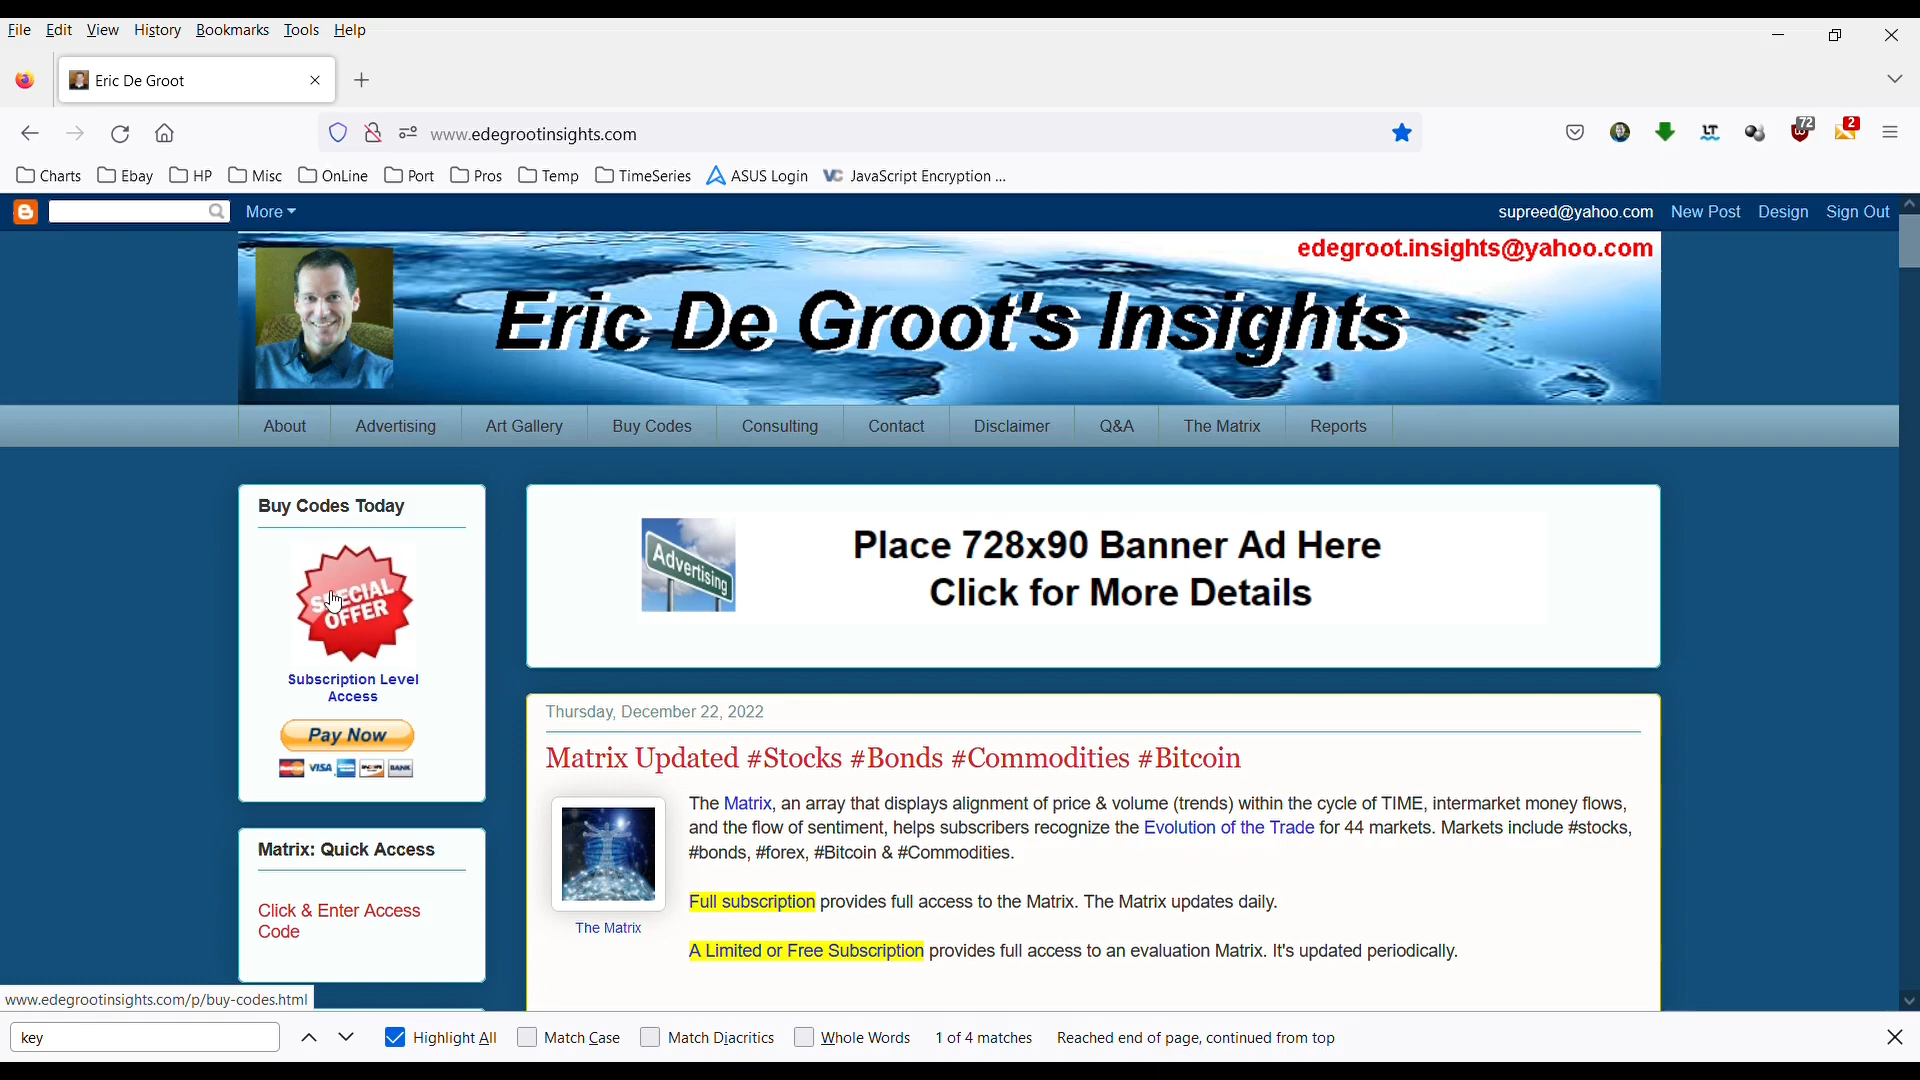 File Edit View History Bookmarks Tools Help
Eric De Groot
www.edegrootinsights.com
LT
72
2
Charts Ebay HP Misc OnLine Port Pros Temp TimeSeries ASUS Login VC JavaScript Encryption ...
More supreed@yahoo.com New Post Design Sign Out
edegroot.insights@yahoo.com
Eric De Groot's Insights
About Advertising Art Gallery Buy Codes Consulting Contact Disclaimer Q&A The Matrix Reports
Buy Codes Today
SPECIAL
OFFER
Subscription Level
Access
Pay Now
VISA
BANK
Matrix: Quick Access
Click & Enter Access
Code
Advertising
Place 728x90 Banner Ad Here
Click for More Details
Thursday, December 22, 2022
Matrix Updated #Stocks #Bonds #Commodities #Bitcoin
The Matrix
The Matrix, an array that displays alignment of price & volume (trends) within the cycle of TIME, intermarket money flows,
and the flow of sentiment, helps subscribers recognize the Evolution of the Trade for 44 markets. Markets include #stocks,
#bonds, #forex, #Bitcoin & #Commodities.
Full subscription provides full access to the Matrix. The Matrix updates daily.
A Limited or Free Subscription provides full access to an evaluation Matrix. It's updated periodically.
www.edegrootinsights.com/p/buy-codes.html
key Highlight All Match Case Match Diacritics Whole Words 1 of 4 matches Reached end of page, continued from top